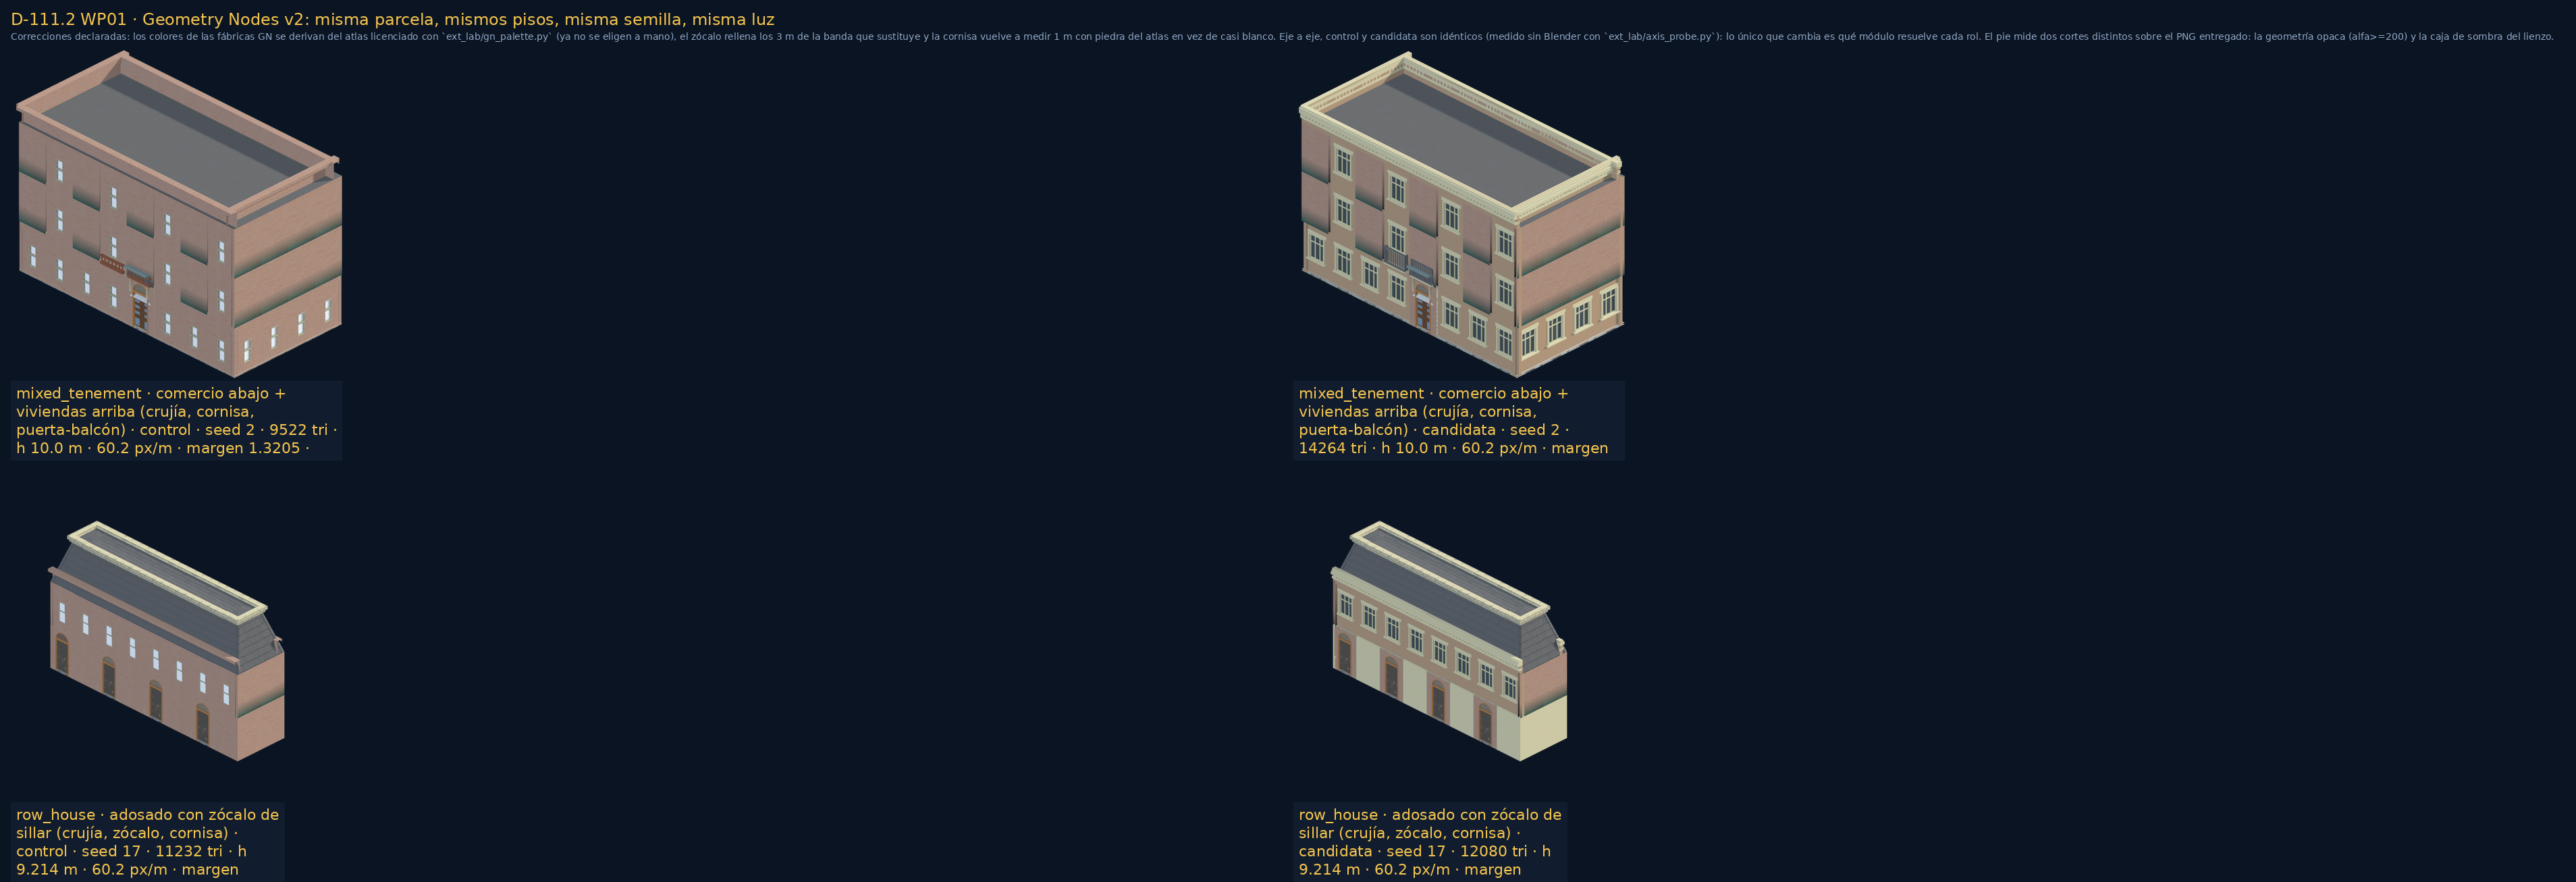 D-111.2 WP01 · Geometry Nodes v2: misma parcela, mismos pisos, misma semilla, misma luz
Correcciones declaradas: los colores de las fábricas GN se derivan del atlas licenciado con `ext_lab/gn_palette.py` (ya no se eligen a mano), el zócalo rellena los 3 m de la banda que sustituye y la cornisa vuelve a medir 1 m con piedra del atlas en vez de casi blanco. Eje a eje, control y candidata son idénticos (medido sin Blender con `ext_lab/axis_probe.py`): lo único que cambia es qué módulo resuelve cada rol. El pie mide dos cortes distintos sobre el PNG entregado: la geometría opaca (alfa>=200) y la caja de sombra del lienzo.
mixed_tenement · comercio abajo +
viviendas arriba (crujía, cornisa,
puerta-balcón) · control · seed 2 · 9522 tri ·
h 10.0 m · 60.2 px/m · margen 1.3205 ·
mixed_tenement · comercio abajo +
viviendas arriba (crujía, cornisa,
puerta-balcón) · candidata · seed 2 ·
14264 tri · h 10.0 m · 60.2 px/m · margen
row_house · adosado con zócalo de
sillar (crujía, zócalo, cornisa) ·
control · seed 17 · 11232 tri · h
9.214 m · 60.2 px/m · margen
row_house · adosado con zócalo de
sillar (crujía, zócalo, cornisa) ·
candidata · seed 17 · 12080 tri · h
9.214 m · 60.2 px/m · margen